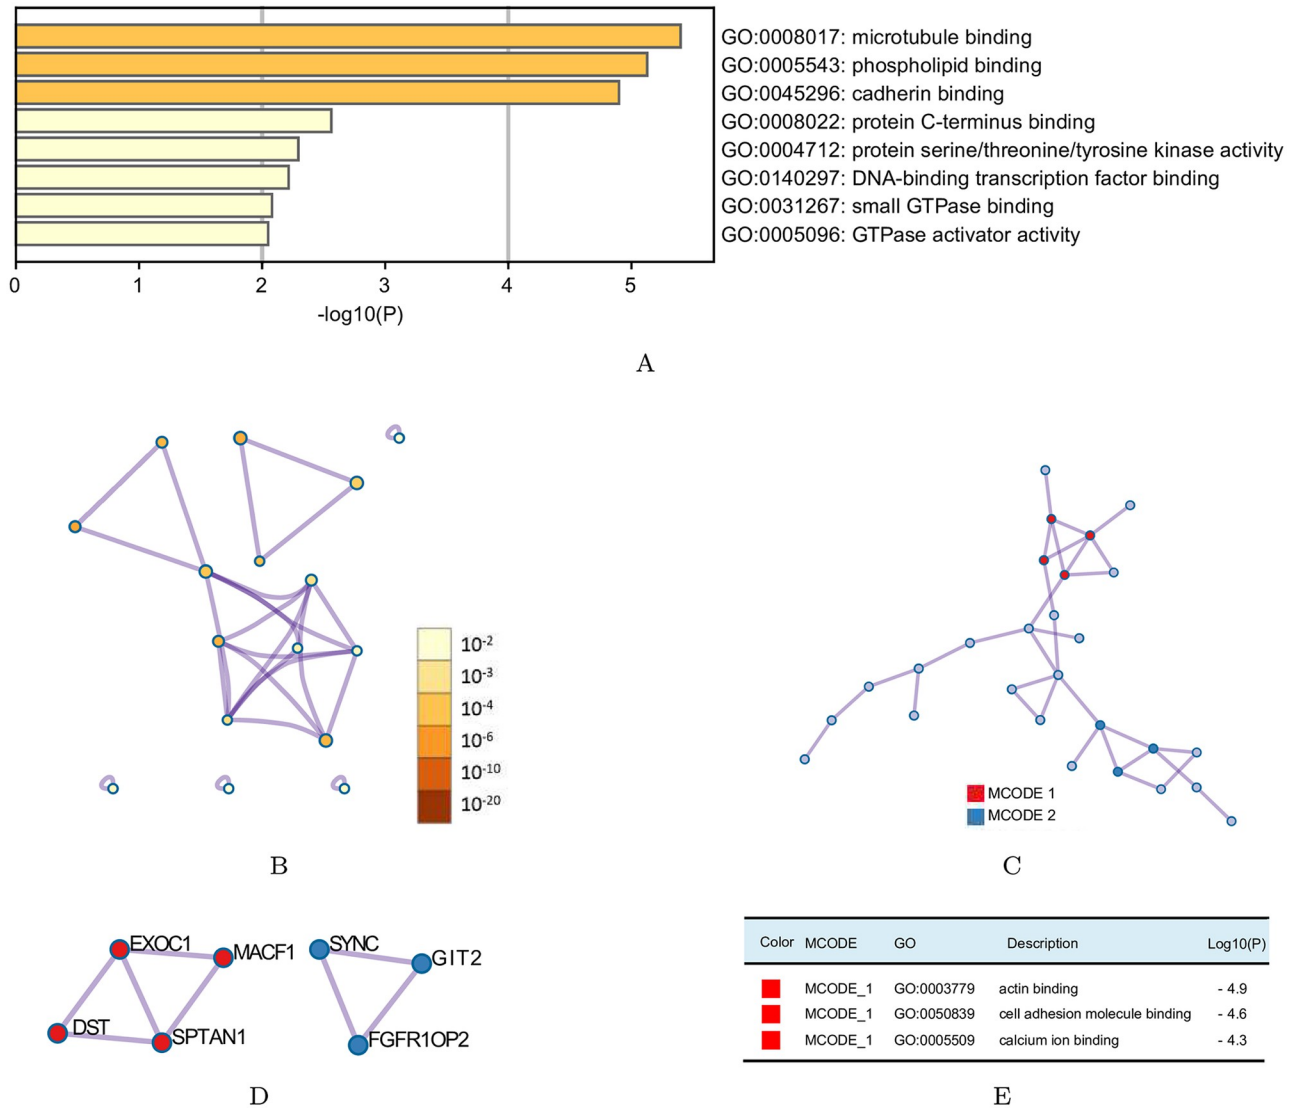 GO:0008017: microtubule binding
GO:0005543: phospholipid binding
GO:0045296: cadherin binding
GO:0008022: protein C-terminus binding
GO:0004712: protein serine/threonine/tyrosine kinase activity
GO:0140297: DNA-binding transcription factor binding
GO:0031267: small GTPase binding
GO:0005096: GTPase activator activity
0 1 2 3 4 5
-log10(P)
A
10-2
10-3
10-4
10-6
10-10
10-20
B
MCODE 1
MCODE 2
C
EXOC1
MACF1
DST
SPTAN1
SYNC
GIT2
FGFR1OP2
D
Color MCODE GO Description Log10(P)
MCODE_1 GO:0003779 actin binding - 4.9
MCODE_1 GO:0050839 cell adhesion molecule binding - 4.6
MCODE_1 GO:0005509 calcium ion binding - 4.3
E